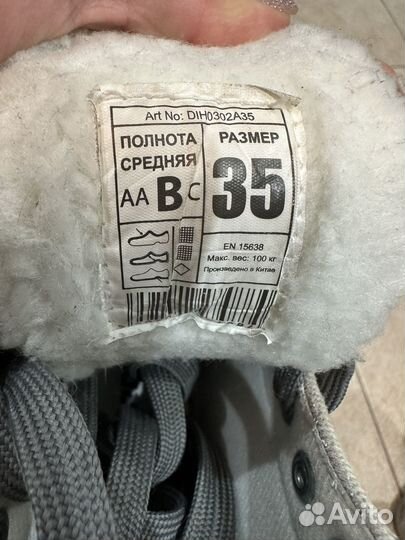 Art No: DIH0302A35
ПОЛНОТА
СРЕДНЯЯ
AA B C
РАЗМЕР
35
EN 15638
Макс. вес: 100 кг
Произведено в Китае
Avito